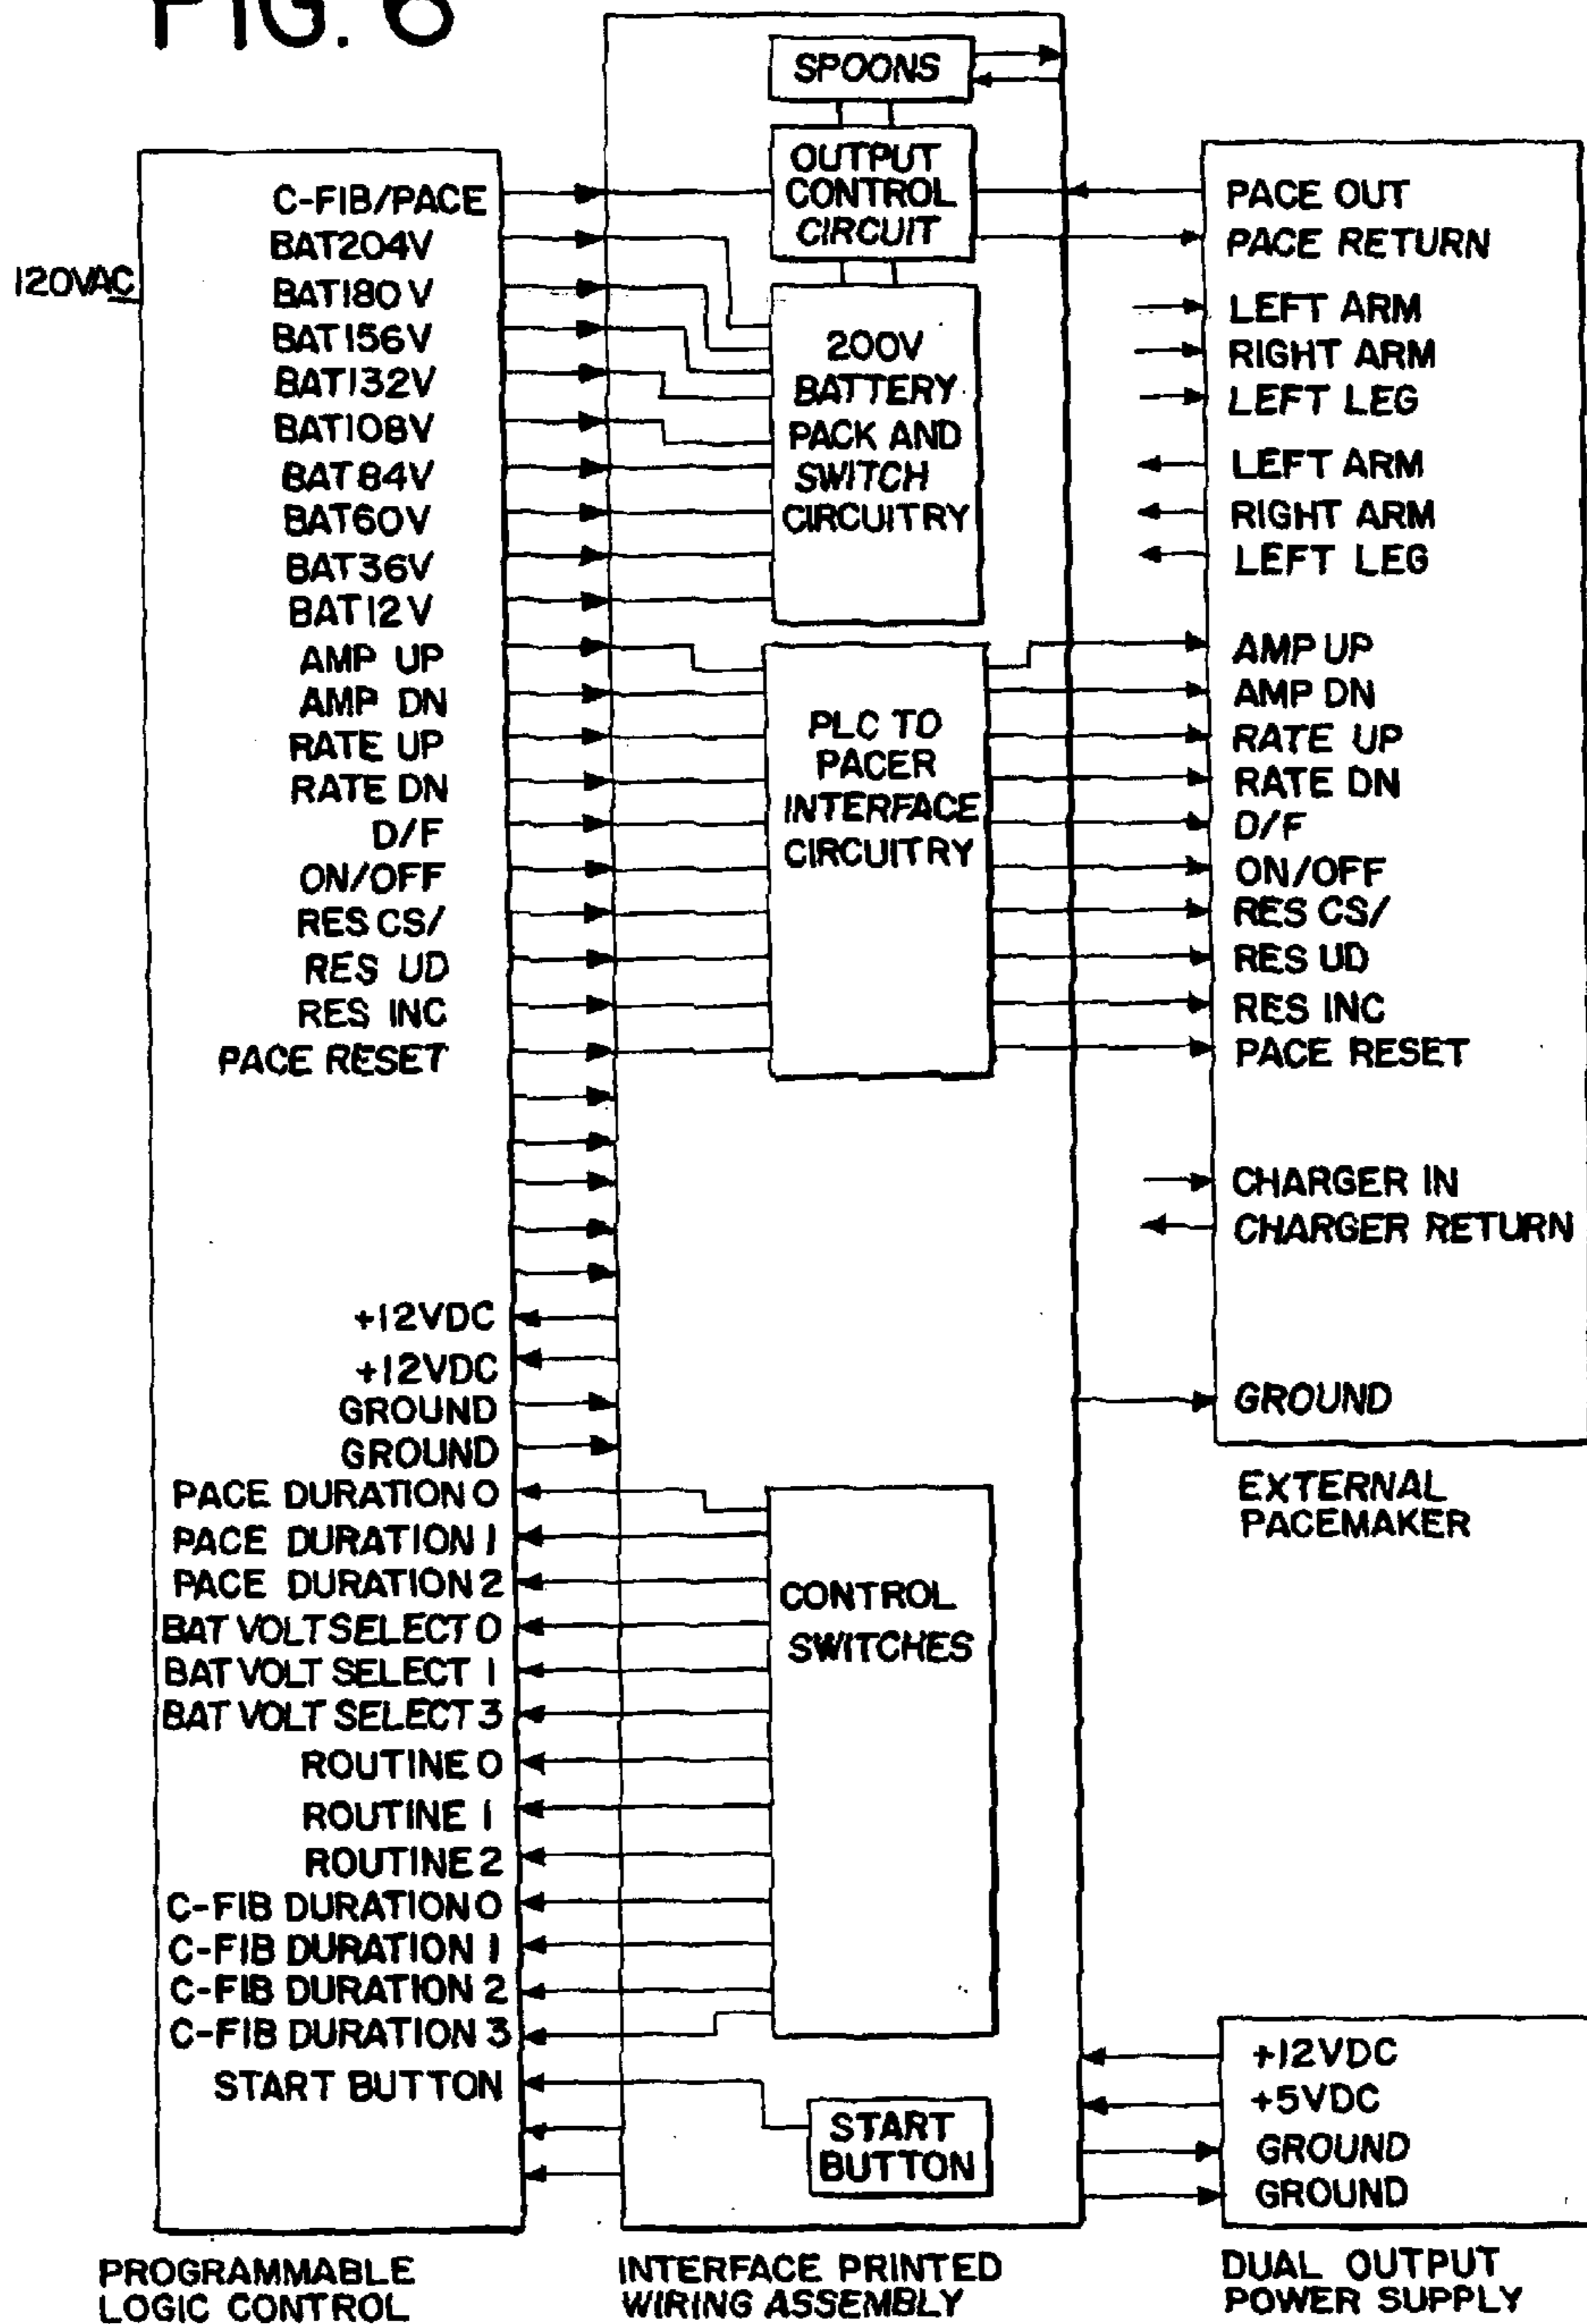 FIG. 6
120VAC
C-FIB/PACE
BAT204V
BAT180V
BAT156V
BAT132V
BAT108V
BAT84V
BAT60V
BAT36V
BAT12V
AMP UP
AMP DN
RATE UP
RATE DN
D/F
ON/OFF
RES CS/
RES UD
RES INC
PACE RESET
+12VDC
+12VDC
GROUND
GROUND
PACE DURATION 0
PACE DURATION 1
PACE DURATION 2
BAT VOLT SELECT 0
BAT VOLT SELECT 1
BAT VOLT SELECT 3
ROUTINE 0
ROUTINE 1
ROUTINE 2
C-FIB DURATION 0
C-FIB DURATION 1
C-FIB DURATION 2
C-FIB DURATION 3
START BUTTON
PROGRAMMABLE
LOGIC CONTROL
SPOONS
OUTPUT
CONTROL
CIRCUIT
200V
BATTERY
PACK AND
SWITCH
CIRCUITRY
PLC TO
PACER
INTERFACE
CIRCUITRY
CONTROL
SWITCHES
START
BUTTON
INTERFACE PRINTED
WIRING ASSEMBLY
PACE OUT
PACE RETURN
LEFT ARM
RIGHT ARM
LEFT LEG
LEFT ARM
RIGHT ARM
LEFT LEG
AMP UP
AMP DN
RATE UP
RATE DN
D/F
ON/OFF
RES CS/
RES UD
RES INC
PACE RESET
CHARGER IN
CHARGER RETURN
GROUND
EXTERNAL
PACEMAKER
+12VDC
+5VDC
GROUND
GROUND
DUAL OUTPUT
POWER SUPPLY